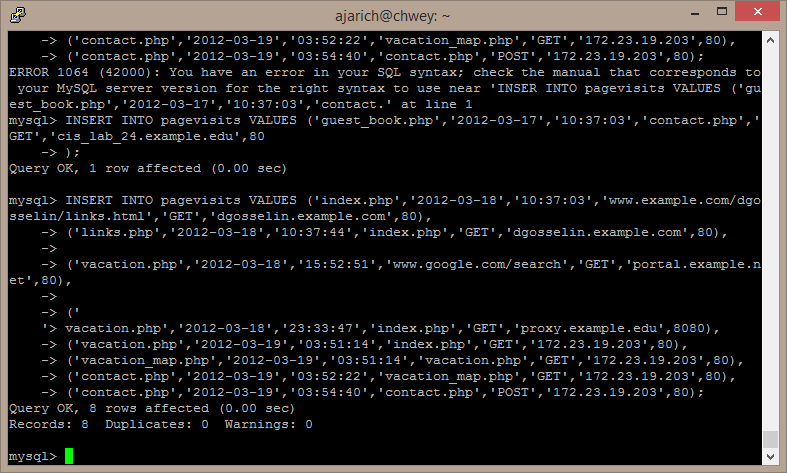 ajarich@chwey: ~
-> ('contact.php','2012-03-19','03:52:22','vacation_map.php','GET','172.23.19.203',80),
-> ('contact.php','2012-03-19','03:54:40','contact.php','POST','172.23.19.203',80);
ERROR 1064 (42000): You have an error in your SQL syntax; check the manual that corresponds to
your MySQL server version for the right syntax to use near 'INSER INTO pagevisits VALUES ('gu
est_book.php','2012-03-17','10:37:03','contact.' at line 1
mysql> INSERT INTO pagevisits VALUES ('guest_book.php','2012-03-17','10:37:03','contact.php','
GET','cis_lab_24.example.edu',80
-> );
Query OK, 1 row affected (0.00 sec)
mysql> INSERT INTO pagevisits VALUES ('index.php','2012-03-18','10:37:03','www.example.com/dgo
sselin/links.html','GET','dgosselin.example.com',80),
-> ('links.php','2012-03-18','10:37:44','index.php','GET','dgosselin.example.com',80),
->
-> ('vacation.php','2012-03-18','15:52:51','www.google.com/search','GET','portal.example.n
et',80),
->
-> ('
'> vacation.php','2012-03-18','23:33:47','index.php','GET','proxy.example.edu',8080),
-> ('vacation.php','2012-03-19','03:51:14','index.php','GET','172.23.19.203',80),
-> ('vacation_map.php','2012-03-19','03:51:14','vacation.php','GET','172.23.19.203',80),
-> ('contact.php','2012-03-19','03:52:22','vacation_map.php','GET','172.23.19.203',80),
-> ('contact.php','2012-03-19','03:54:40','contact.php','POST','172.23.19.203',80);
Query OK, 8 rows affected (0.00 sec)
Records: 8  Duplicates: 0  Warnings: 0
mysql>